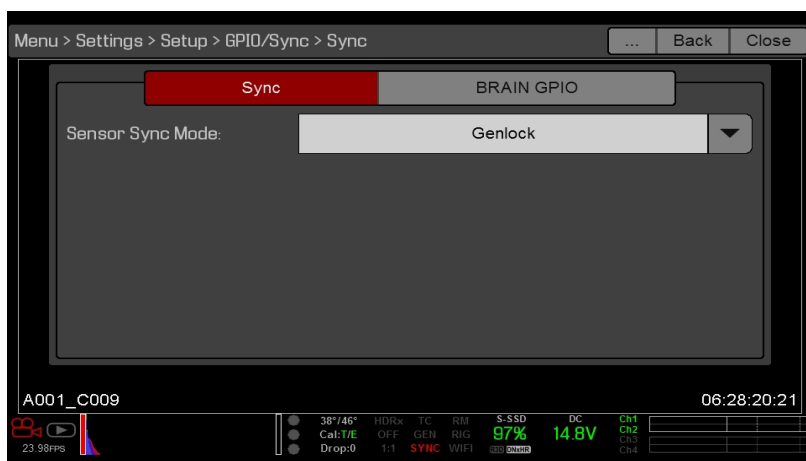 Menu > Settings > Setup > GPIO/Sync > Sync ... Back Close
Sync BRAIN GPIO
Sensor Sync Mode: Genlock
A001_C009 06:28:20:21
38°/46° HDRx TC RM S-SSD DC Ch1
Cal:T/E OFF GEN RIG 97% 14.8V Ch2
23.98FPS Drop:0 1:1 SYNC WIFI DNxHR Ch3
Ch4